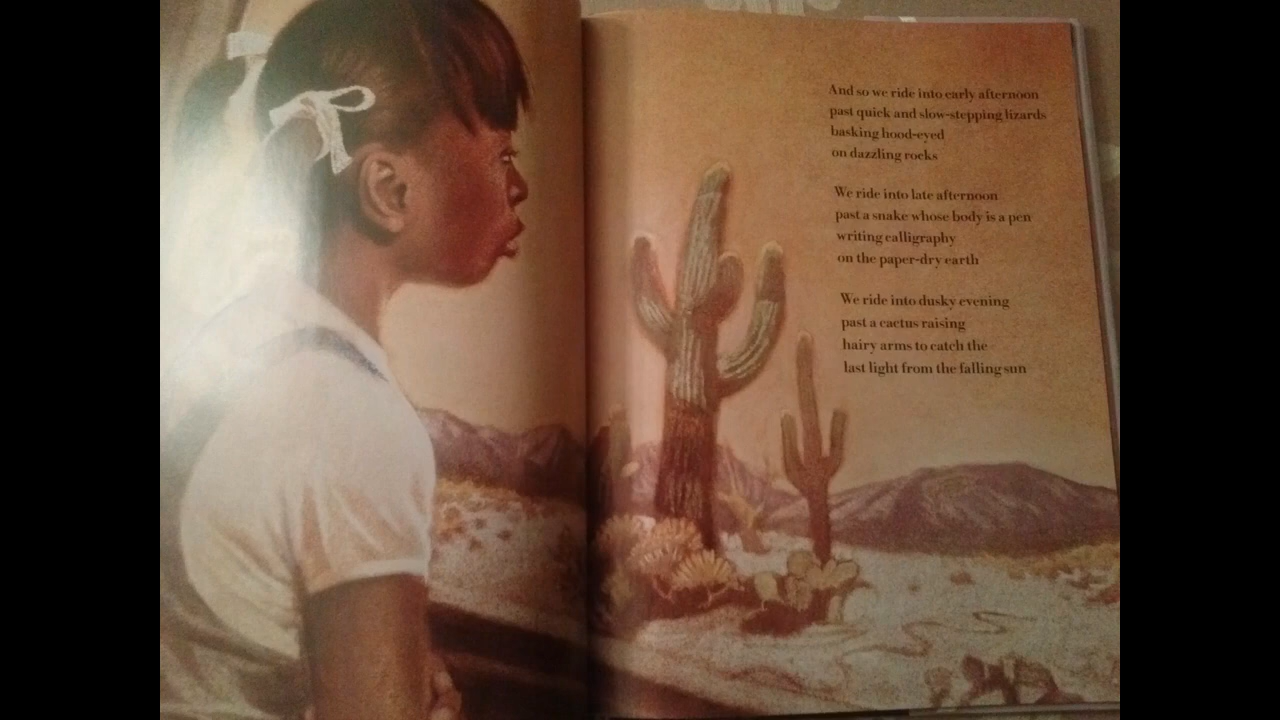 And so we ride into early afternoon
past quick and slow-stepping lizards
basking hood-eyed
on dazzling rocks
We ride into late afternoon
past a snake whose body is a pen
writing calligraphy
on the paper-dry earth
We ride into dusky evening
past a cactus raising
hairy arms to catch the
last light from the falling sun